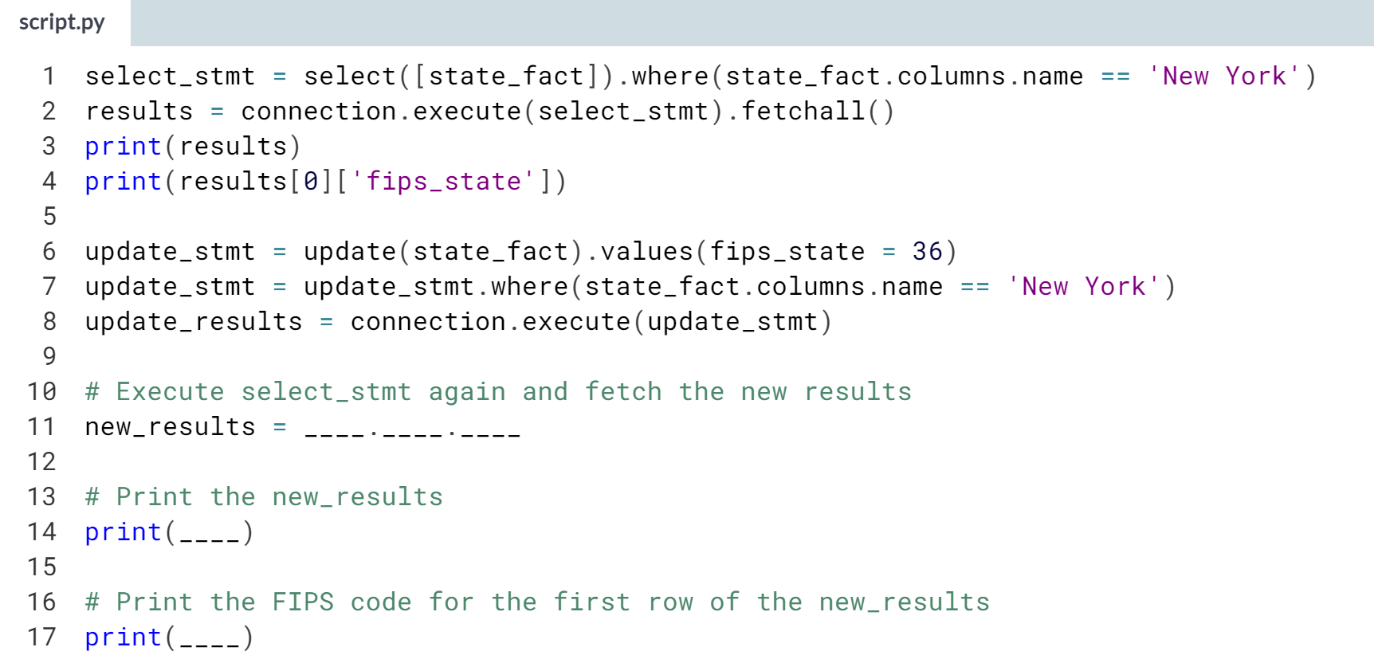 script.py
1 select_stmt = select([state_fact]).where(state_fact.columns.name == 'New York')
2 results = connection.execute(select_stmt).fetchall()
3 print(results)
4 print(results[0]['fips_state'])
5
6 update_stmt = update(state_fact).values(fips_state = 36)
7 update_stmt = update_stmt.where(state_fact.columns.name == 'New York')
8 update_results = connection.execute(update_stmt)
9
10 # Execute select_stmt again and fetch the new results
11 new_results = ____.____.____
12
13 # Print the new_results
14 print(____)
15
16 # Print the FIPS code for the first row of the new_results
17 print(____)